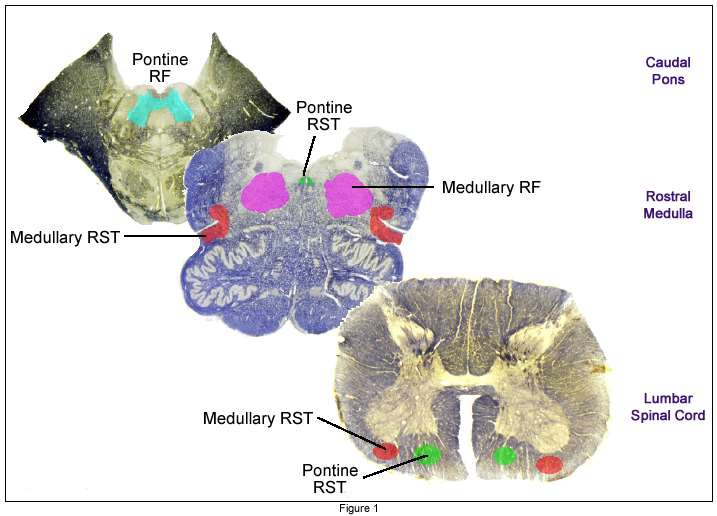 Pontine
RF
Caudal
Pons
Pontine
RST
Medullary RF
Rostral
Medulla
Medullary RST
Lumbar
Spinal Cord
Medullary RST
Pontine
RST
Figure 1